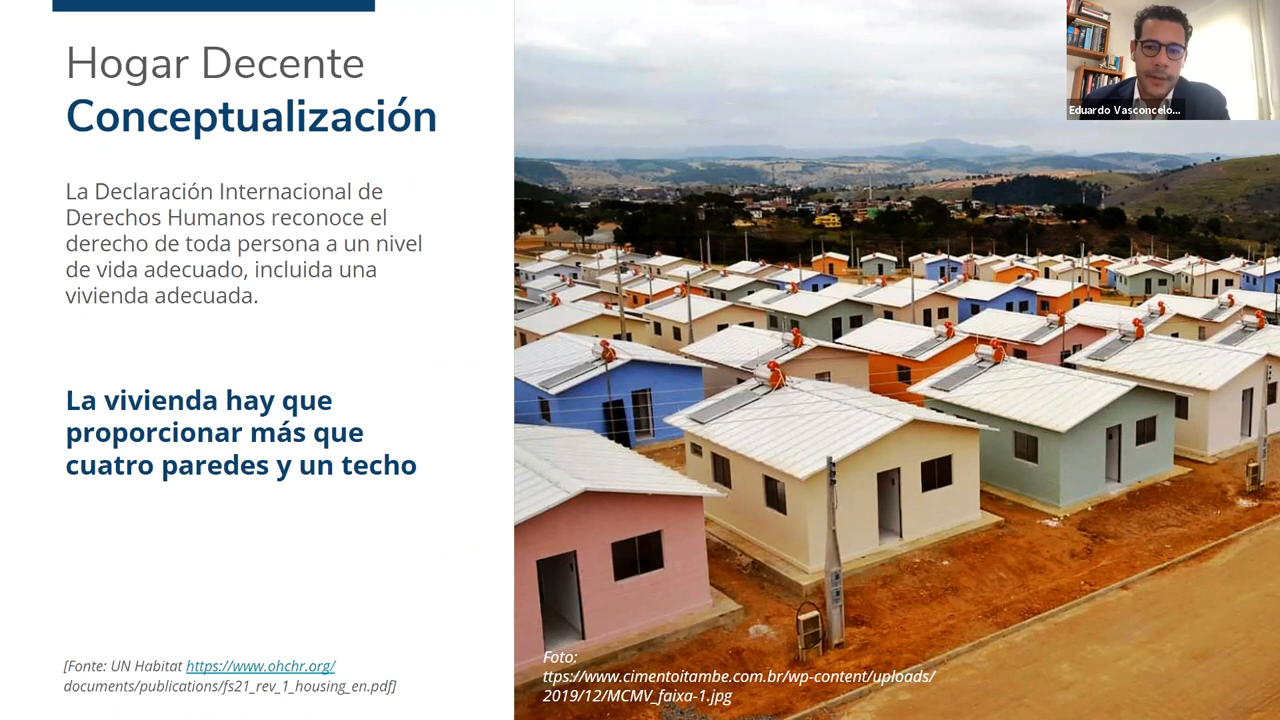 Hogar Decente
Conceptualización
La Declaración Internacional de
Derechos Humanos reconoce el
derecho de toda persona a un nivel
de vida adecuado, incluida una
vivienda adecuada.
La vivienda hay que
proporcionar más que
cuatro paredes y un techo
[Fonte: UN Habitat https://www.ohchr.org/
documents/publications/fs21_rev_1_housing_en.pdf]
Foto:
ttps://www.cimentoitambe.com.br/wp-content/uploads/
2019/12/MCMV_faixa-1.jpg
Eduardo Vasconcelo...